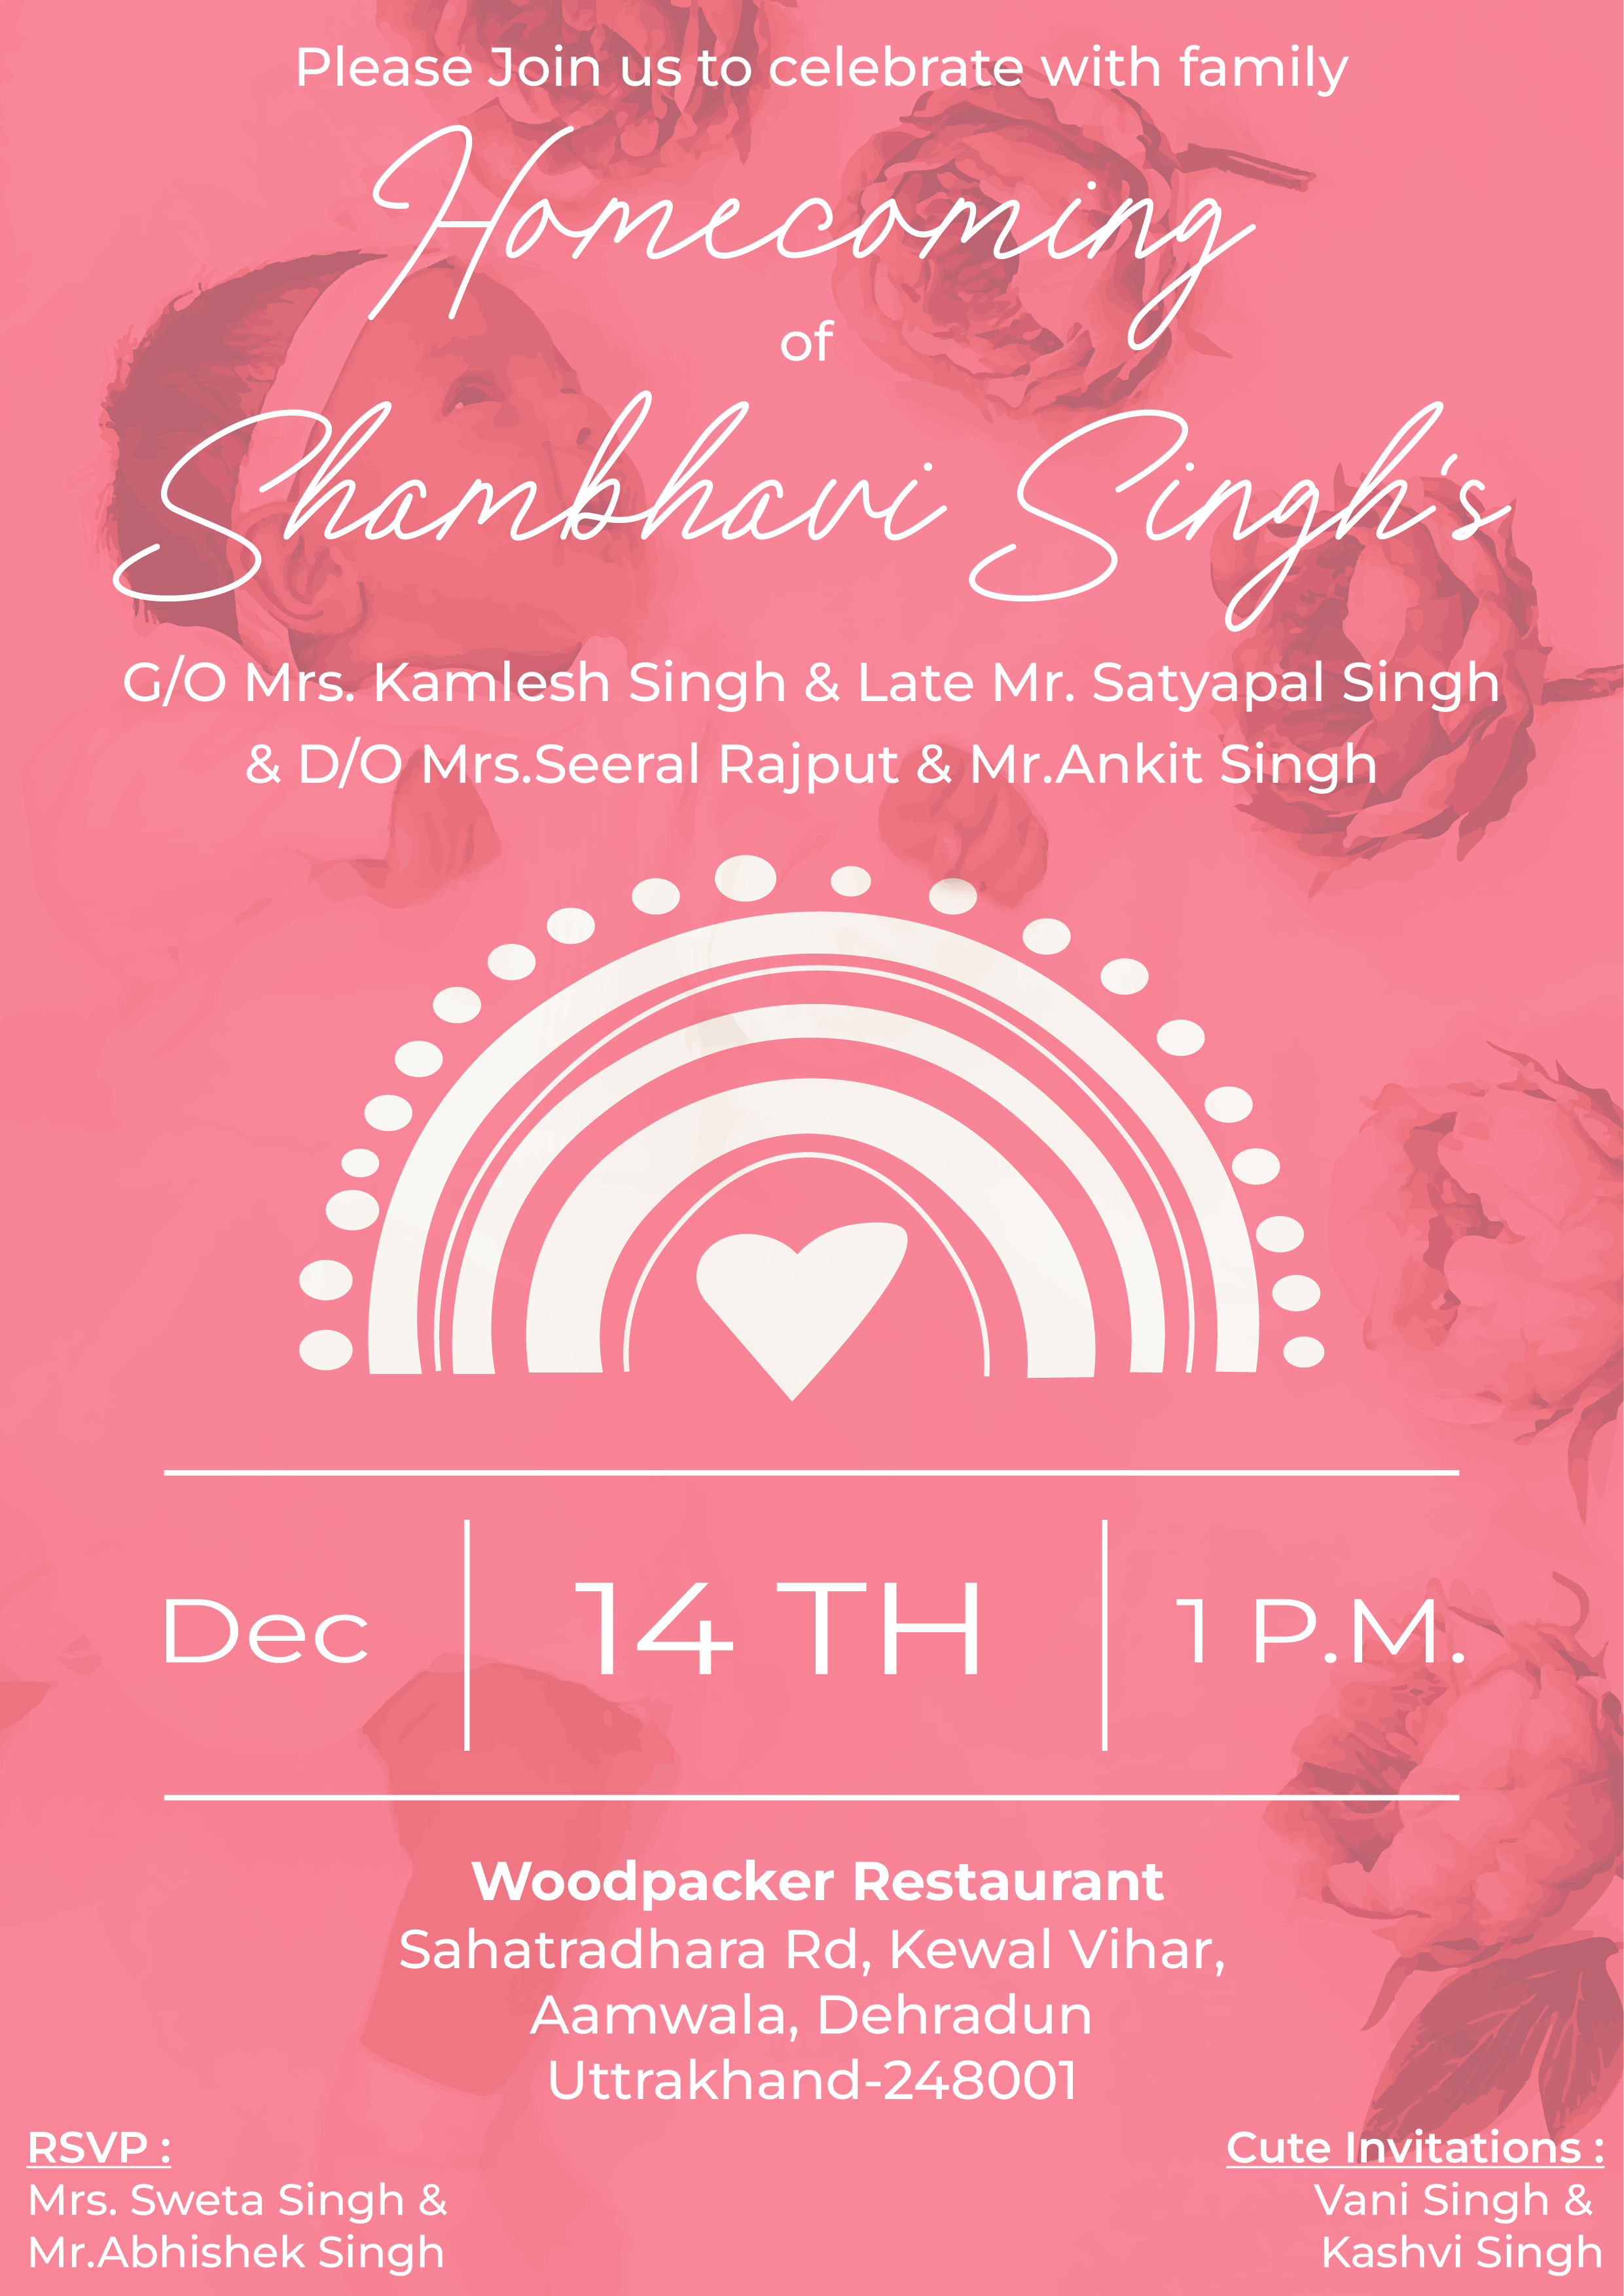 Please Join us to celebrate with family
Homecoming
of
Shambhavi Singh's
G/O Mrs. Kamlesh Singh & Late Mr. Satyapal Singh
& D/O Mrs.Seeral Rajput & Mr.Ankit Singh
Dec 14 TH 1 P.M.
Woodpacker Restaurant
Sahatradhara Rd, Kewal Vihar,
Aamwala, Dehradun
Uttrakhand-248001
RSVP :
Mrs. Sweta Singh &
Mr.Abhishek Singh
Cute Invitations :
Vani Singh &
Kashvi Singh